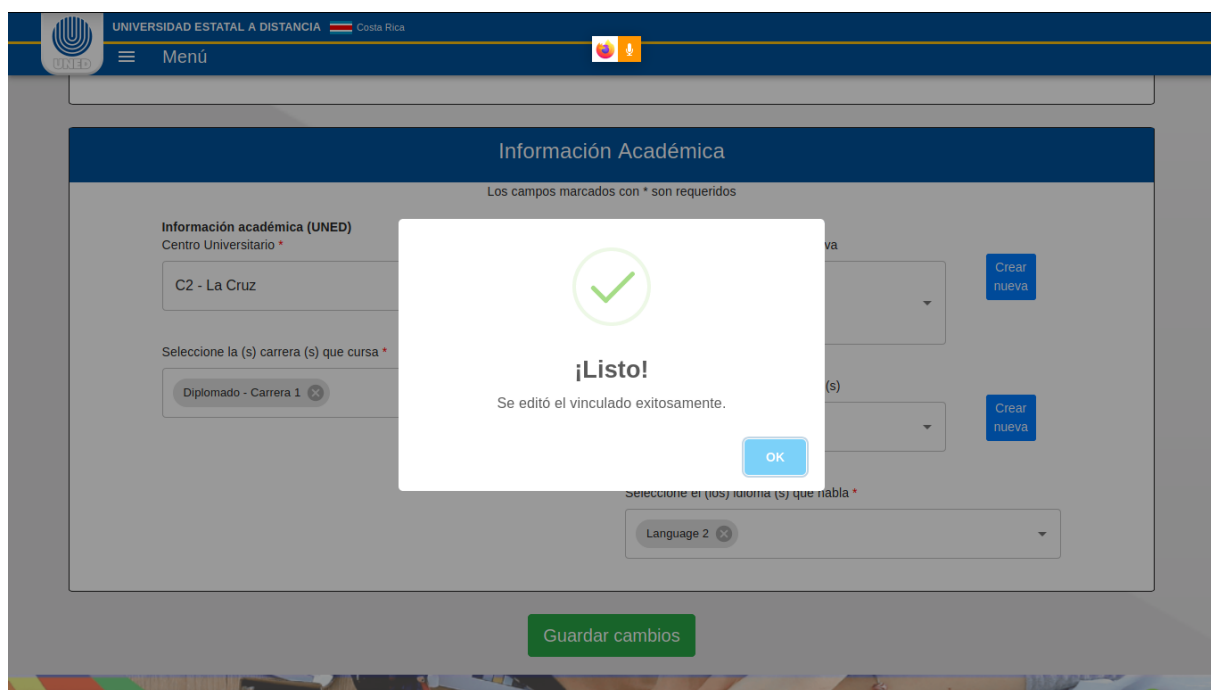 UNIVERSIDAD ESTATAL A DISTANCIA Costa Rica
UNED
Menú
Información Académica
Los campos marcados con * son requeridos
Información académica (UNED)
Centro Universitario *
va
C2 - La Cruz
Crear
nueva
Seleccione la (s) carrera (s) que cursa *
(s)
Diplomado - Carrera 1
Crear
nueva
¡Listo!
Se editó el vinculado exitosamente.
OK
Seleccione el (los) idioma (s) que habla *
Language 2
Guardar cambios